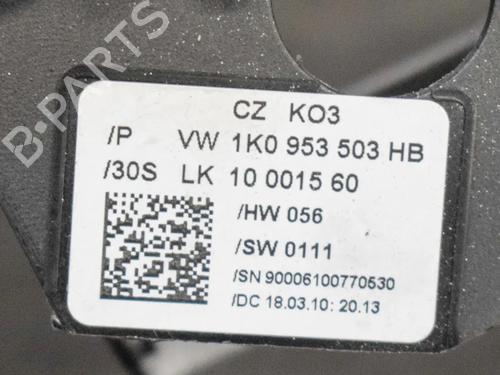 B-PARTS
CZ KO3
/P VW 1K0 953 503 HB
/30S LK 10 0015 60
/HW 056
/SW 0111
/SN 90006100770530
/DC 18.03.10: 20.13